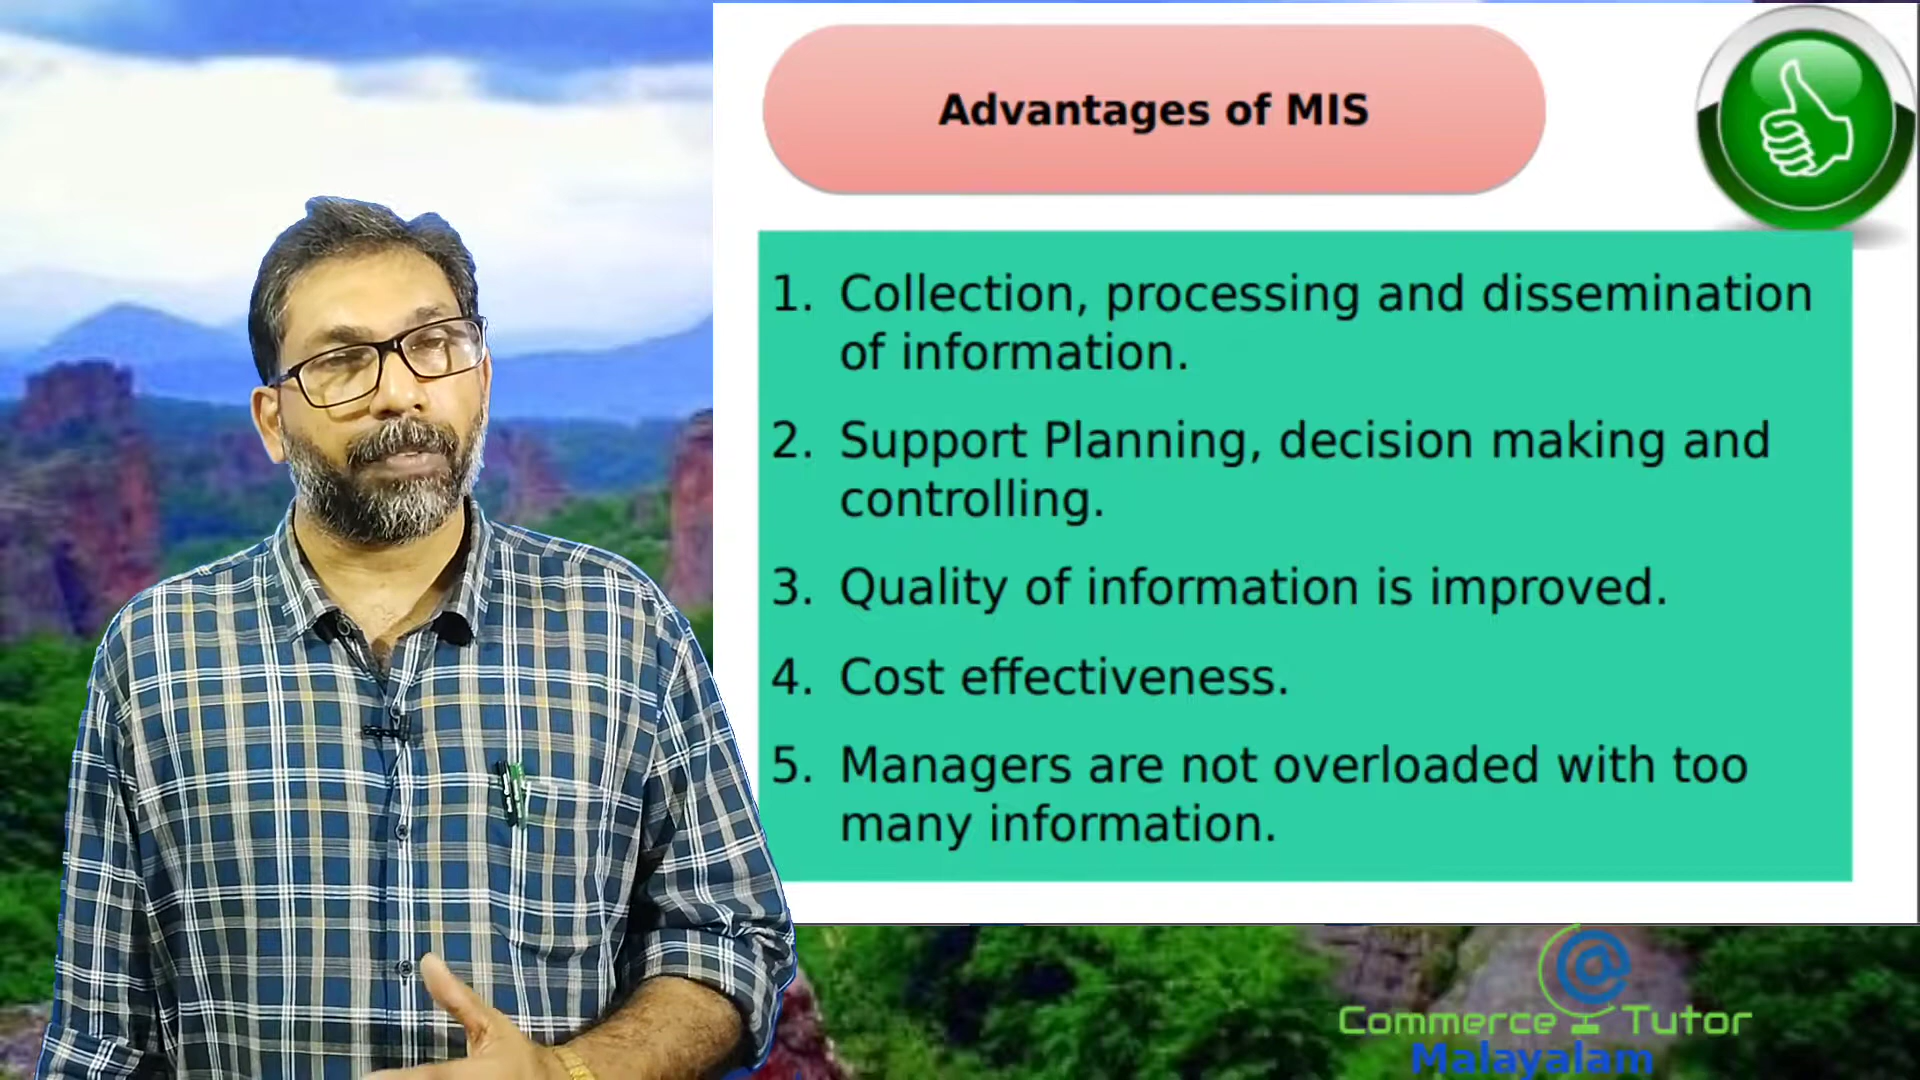 Advantages of MIS
1. Collection, processing and dissemination
of information.
2. Support Planning, decision making and
controlling.
3. Quality of information is improved.
4. Cost effectiveness.
5. Managers are not overloaded with too
many information.
@
Commerce Tutor
Malayalam